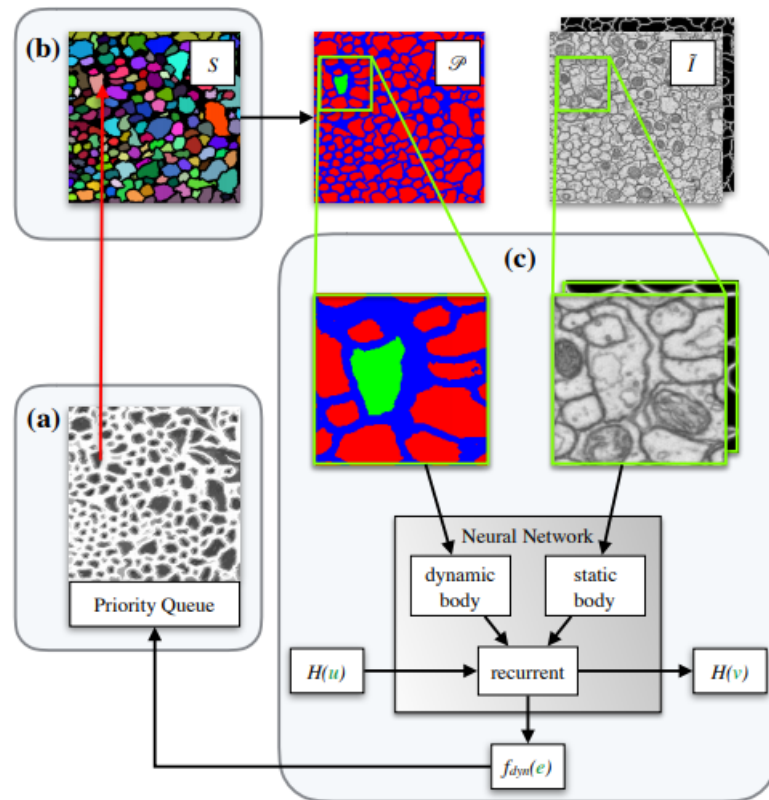 (b)
S
𝒫
Ĩ
(c)
(a)
Priority Queue
Neural Network
dynamic
body
static
body
H(u)
recurrent
H(v)
f_dyn(e)